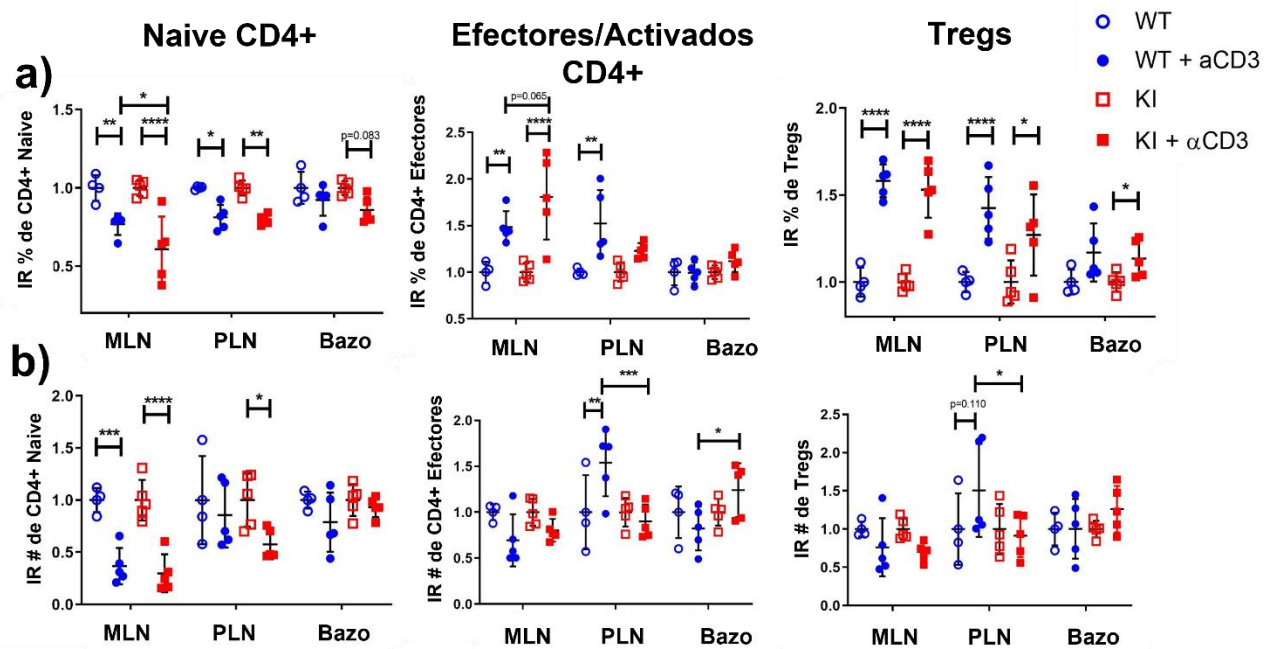 Naive CD4+
Efectores/Activados
CD4+
Tregs
WT
WT + aCD3
KI
KI + αCD3
a)
IR % de CD4+ Naive
1.5
1.0
0.5
**
*
****
*
**
p=0.083
MLN
PLN
Bazo
IR % de CD4+ Efectores
2.5
2.0
1.5
1.0
0.5
**
p=0.065
****
**
MLN
PLN
Bazo
IR % de Tregs
2.0
1.5
1.0
****
****
****
*
*
MLN
PLN
Bazo
b)
IR # de CD4+ Naive
2.0
1.5
1.0
0.5
0.0
***
****
*
MLN
PLN
Bazo
IR # de CD4+ Efectores
2.0
1.5
1.0
0.5
0.0
**
***
*
MLN
PLN
Bazo
IR # de Tregs
2.5
2.0
1.5
1.0
0.5
0.0
p=0.110
*
MLN
PLN
Bazo